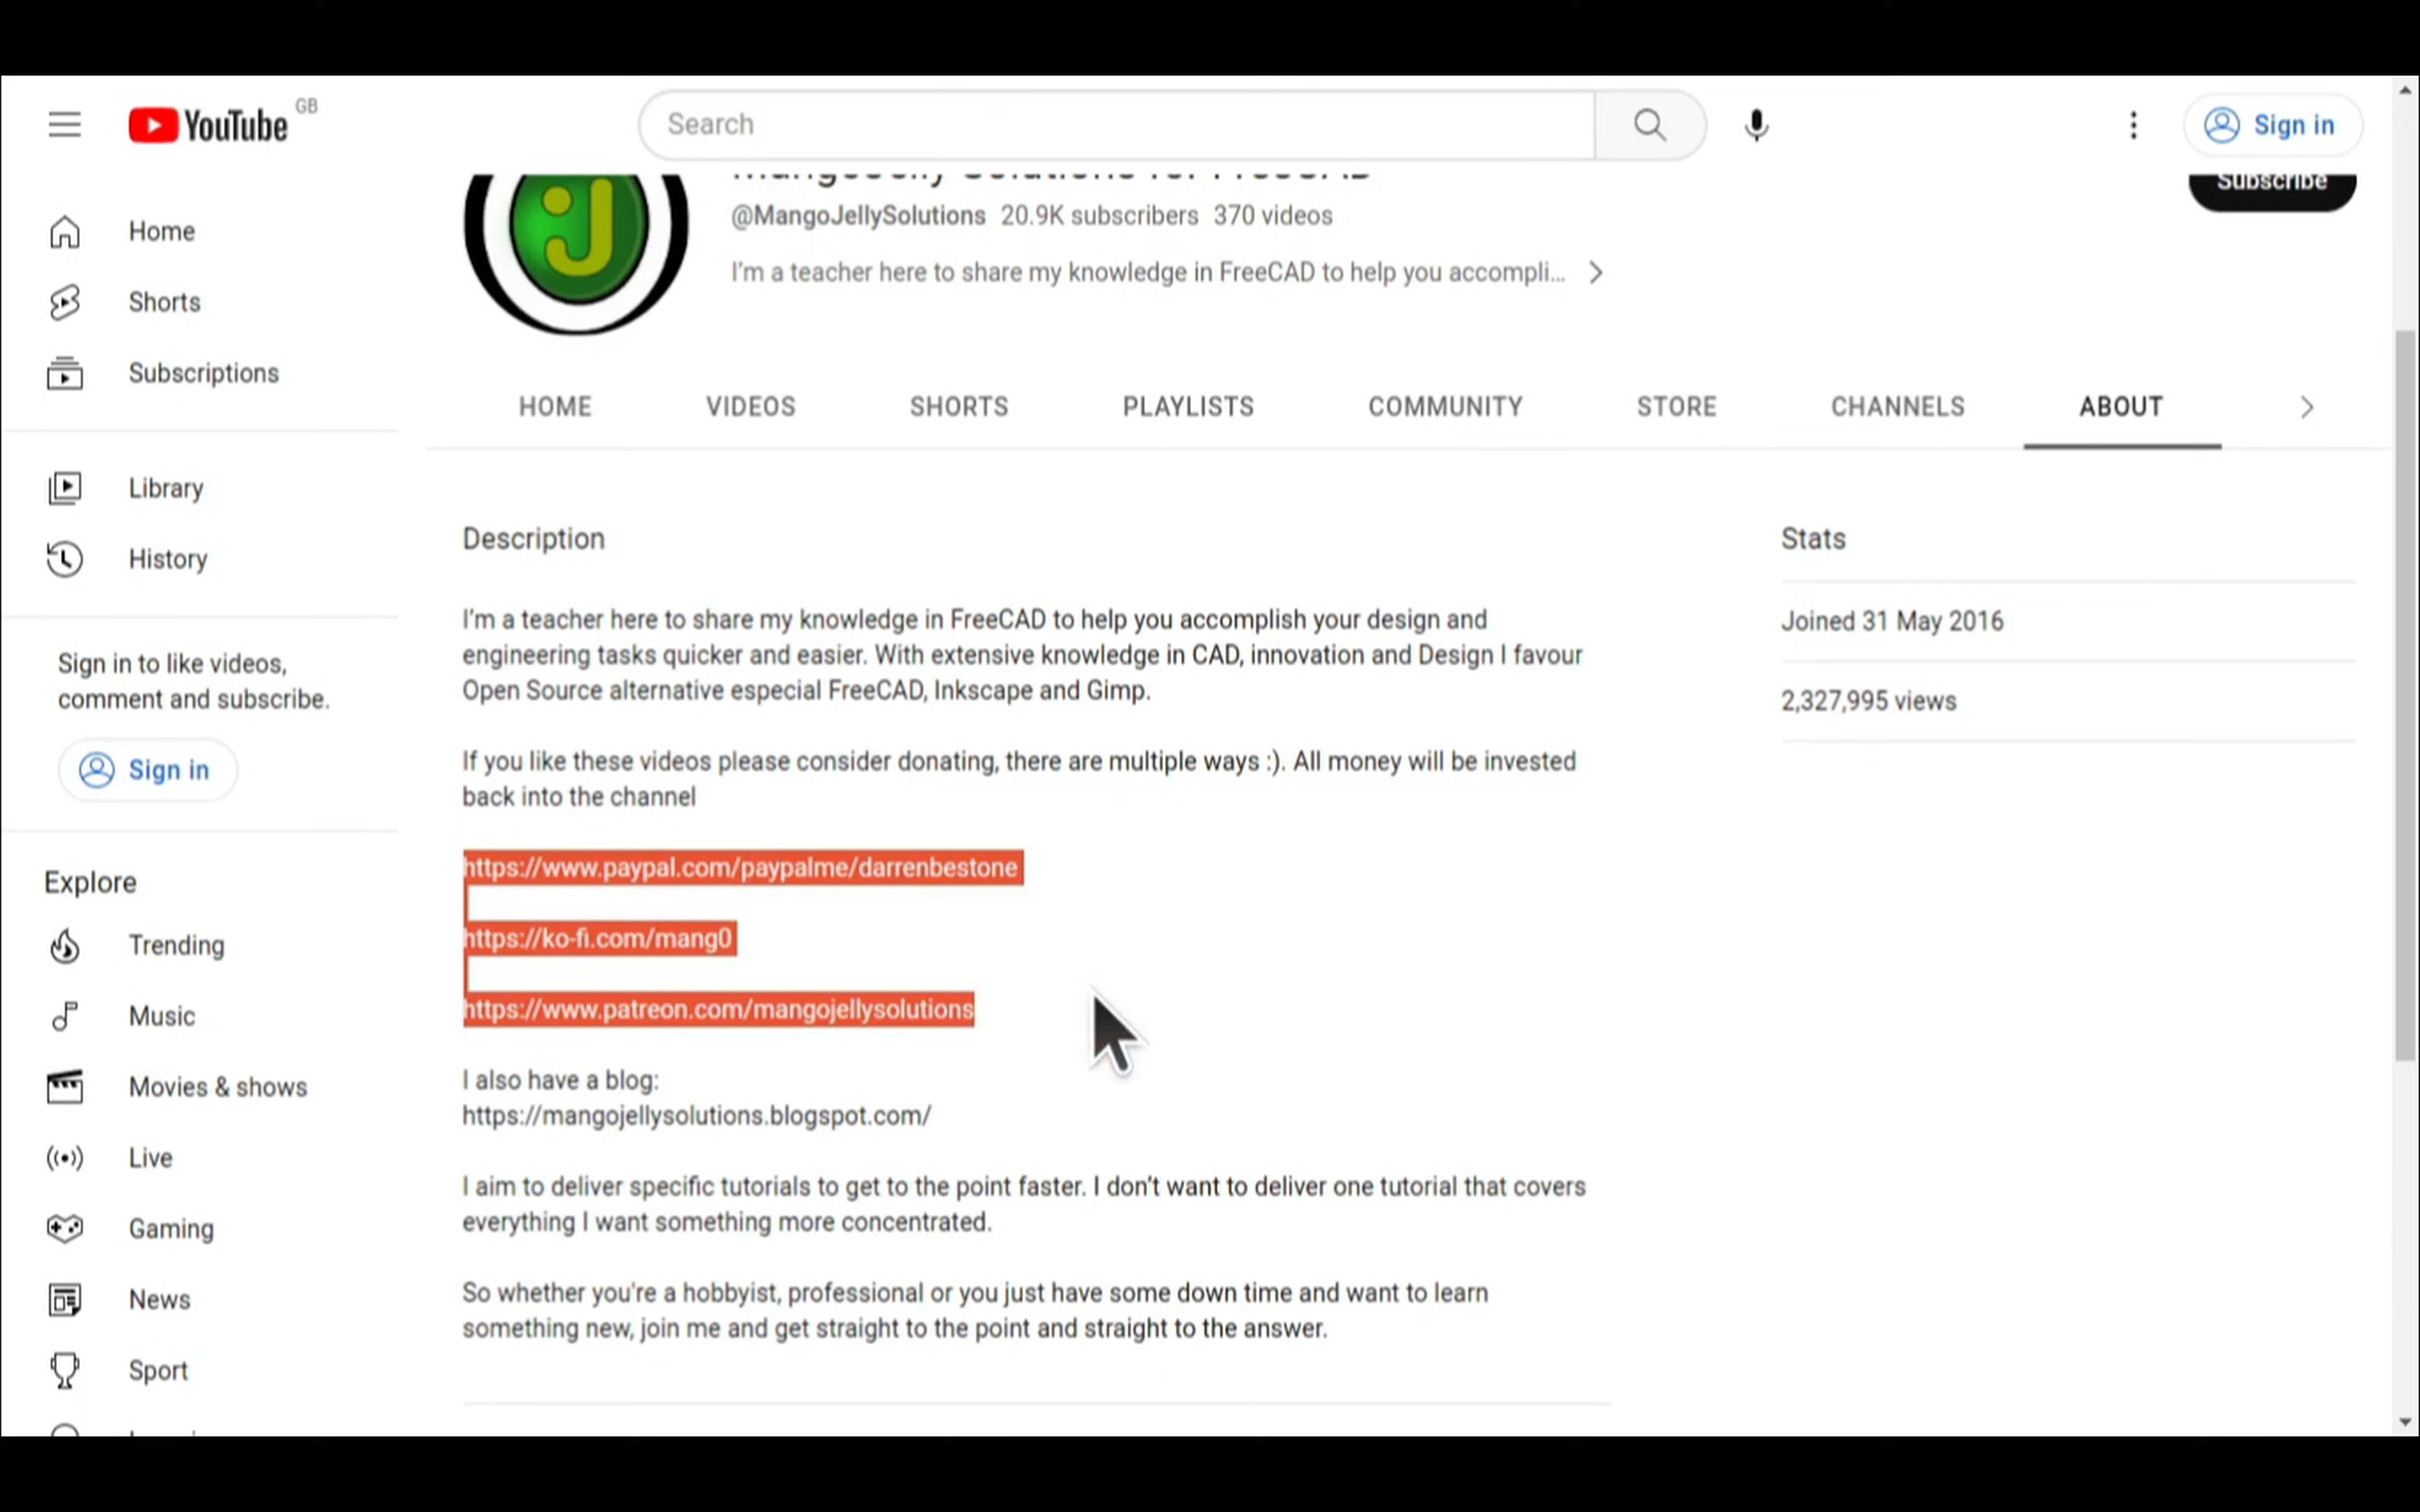 YouTube GB
Search
Sign in
MangoJelly Solutions for FreeCAD
Subscribe
@MangoJellySolutions 20.9K subscribers 370 videos
I'm a teacher here to share my knowledge in FreeCAD to help you accompli...
HOME VIDEOS SHORTS PLAYLISTS COMMUNITY STORE CHANNELS ABOUT
Home
Shorts
Subscriptions
Library
History
Sign in to like videos,
comment and subscribe.
Sign in
Explore
Trending
Music
Movies & shows
Live
Gaming
News
Sport
Description
I'm a teacher here to share my knowledge in FreeCAD to help you accomplish your design and
engineering tasks quicker and easier. With extensive knowledge in CAD, innovation and Design I favour
Open Source alternative especial FreeCAD, Inkscape and Gimp.
If you like these videos please consider donating, there are multiple ways :). All money will be invested
back into the channel
https://www.paypal.com/paypalme/darrenbestone
https://ko-fi.com/mang0
https://www.patreon.com/mangojellysolutions
I also have a blog:
https://mangojellysolutions.blogspot.com/
I aim to deliver specific tutorials to get to the point faster. I don't want to deliver one tutorial that covers
everything I want something more concentrated.
So whether you're a hobbyist, professional or you just have some down time and want to learn
something new, join me and get straight to the point and straight to the answer.
Stats
Joined 31 May 2016
2,327,995 views